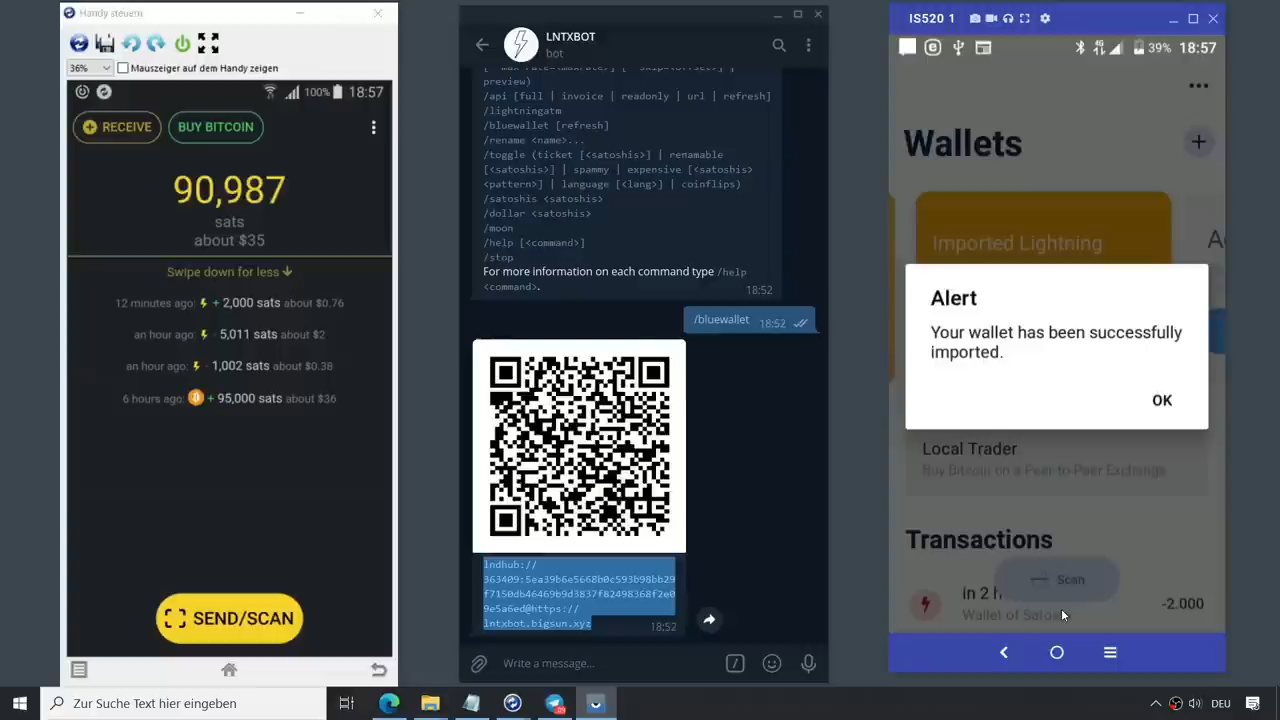 Handy steuern
36%
Mauszeiger auf dem Handy zeigen
100% 18:57
RECEIVE
BUY BITCOIN
90,987
sats
about $35
Swipe down for less
12 minutes ago: + 2,000 sats about $0.76
an hour ago: - 5,011 sats about $2
an hour ago: - 1,002 sats about $0.38
6 hours ago: + 95,000 sats about $36
SEND/SCAN
LNTXBOT
bot
preview)
/api [full | invoice | readonly | url | refresh]
/lightningatm
/bluewallet [refresh]
/rename <name>...
/toggle (ticket [<satoshis>] | renamable
[<satoshis>] | spammy | expensive [<satoshis>
<pattern>] | language [<lang>] | coinflips)
/satoshis <satoshis>
/dollar <satoshis>
/moon
/help [<command>]
/stop
For more information on each command type /help
<command>.
18:52
/bluewallet 18:52
lndhub://
363409:5ea39b6e5668b0c593b98bb29
f7150db46469b9d3837f82498368f2e0
9e5a6ed@https://
lntxbot.bigsun.xyz
18:52
Write a message...
IS520 1
39% 18:57
Wallets
Imported Lightning
Alert
Your wallet has been successfully
imported.
OK
Local Trader
Buy Bitcoin on a Peer-to-Peer Exchange
Transactions
Scan
in 2 h
Wallet of Satos
-2.000
Zur Suche Text hier eingeben
DEU